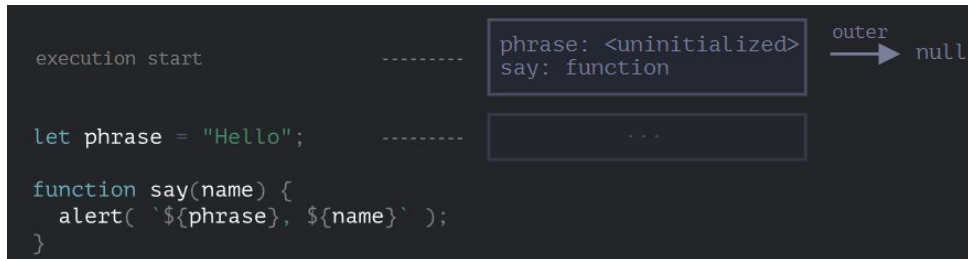 execution start --------- phrase: <uninitialized> outer null
say: function
let phrase = "Hello"; --------- ...
function say(name) {
  alert( `${phrase}, ${name}` );
}